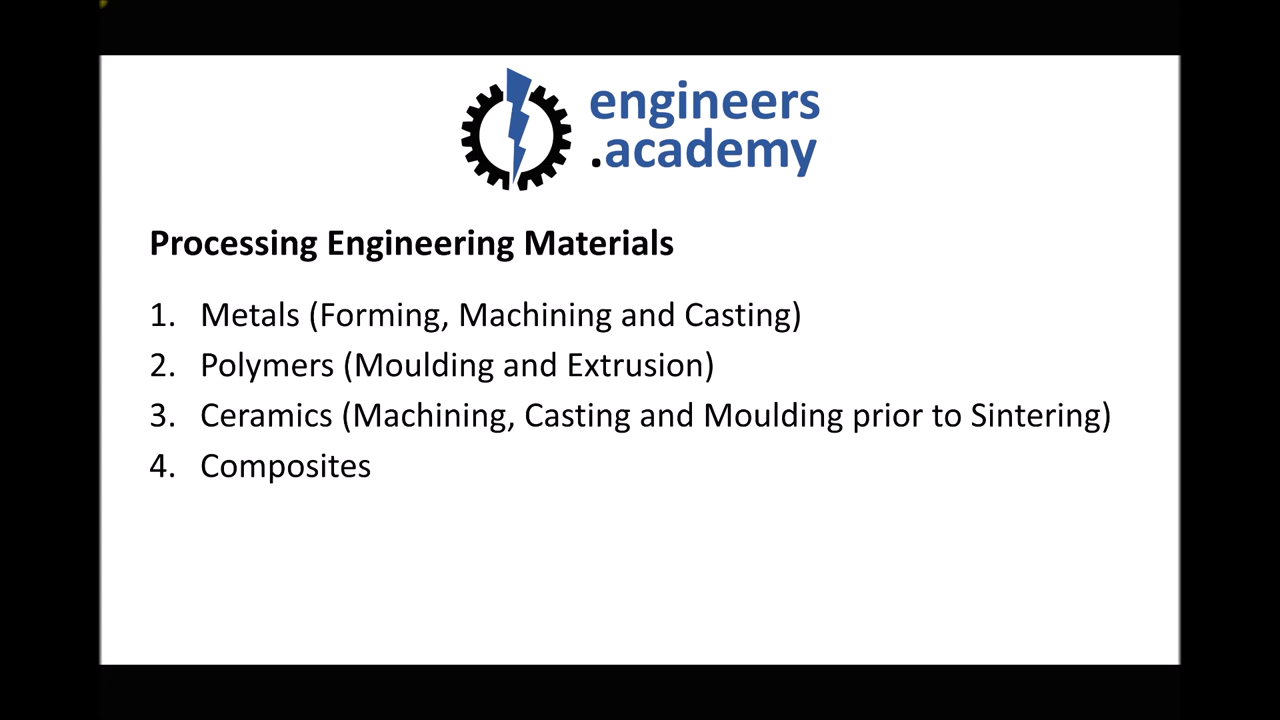 engineers
.academy
Processing Engineering Materials
1. Metals (Forming, Machining and Casting)
2. Polymers (Moulding and Extrusion)
3. Ceramics (Machining, Casting and Moulding prior to Sintering)
4. Composites